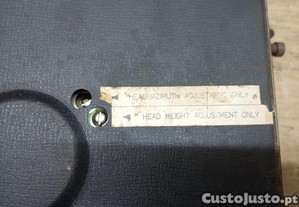 ◄ HEAD AZIMUTH ADJUSTMENT ONLY
◄ HEAD HEIGHT ADJUSTMENT ONLY
CustoJusto.pt